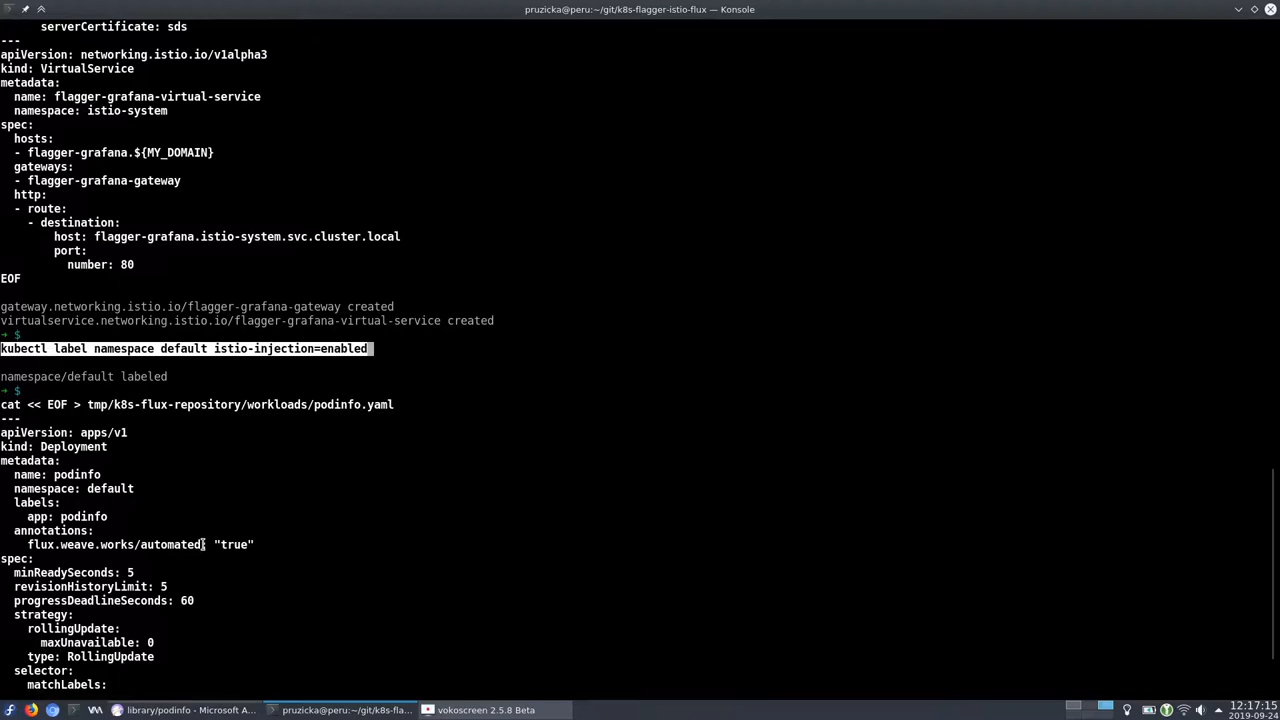 pruzicka@peru:~/git/k8s-flagger-istio-flux — Konsole
serverCertificate: sds
---
apiVersion: networking.istio.io/v1alpha3
kind: VirtualService
metadata:
name: flagger-grafana-virtual-service
namespace: istio-system
spec:
hosts:
- flagger-grafana.${MY_DOMAIN}
gateways:
- flagger-grafana-gateway
http:
- route:
- destination:
host: flagger-grafana.istio-system.svc.cluster.local
port:
number: 80
EOF
gateway.networking.istio.io/flagger-grafana-gateway created
virtualservice.networking.istio.io/flagger-grafana-virtual-service created
➜ $
kubectl label namespace default istio-injection=enabled
namespace/default labeled
➜ $
cat << EOF > tmp/k8s-flux-repository/workloads/podinfo.yaml
---
apiVersion: apps/v1
kind: Deployment
metadata:
name: podinfo
namespace: default
labels:
app: podinfo
annotations:
flux.weave.works/automated: "true"
spec:
minReadySeconds: 5
revisionHistoryLimit: 5
progressDeadlineSeconds: 60
strategy:
rollingUpdate:
maxUnavailable: 0
type: RollingUpdate
selector:
matchLabels:
library/podinfo - Microsoft A...
pruzicka@peru:~/git/k8s-fla...
vokoscreen 2.5.8 Beta
12:17:15
2019-09-24